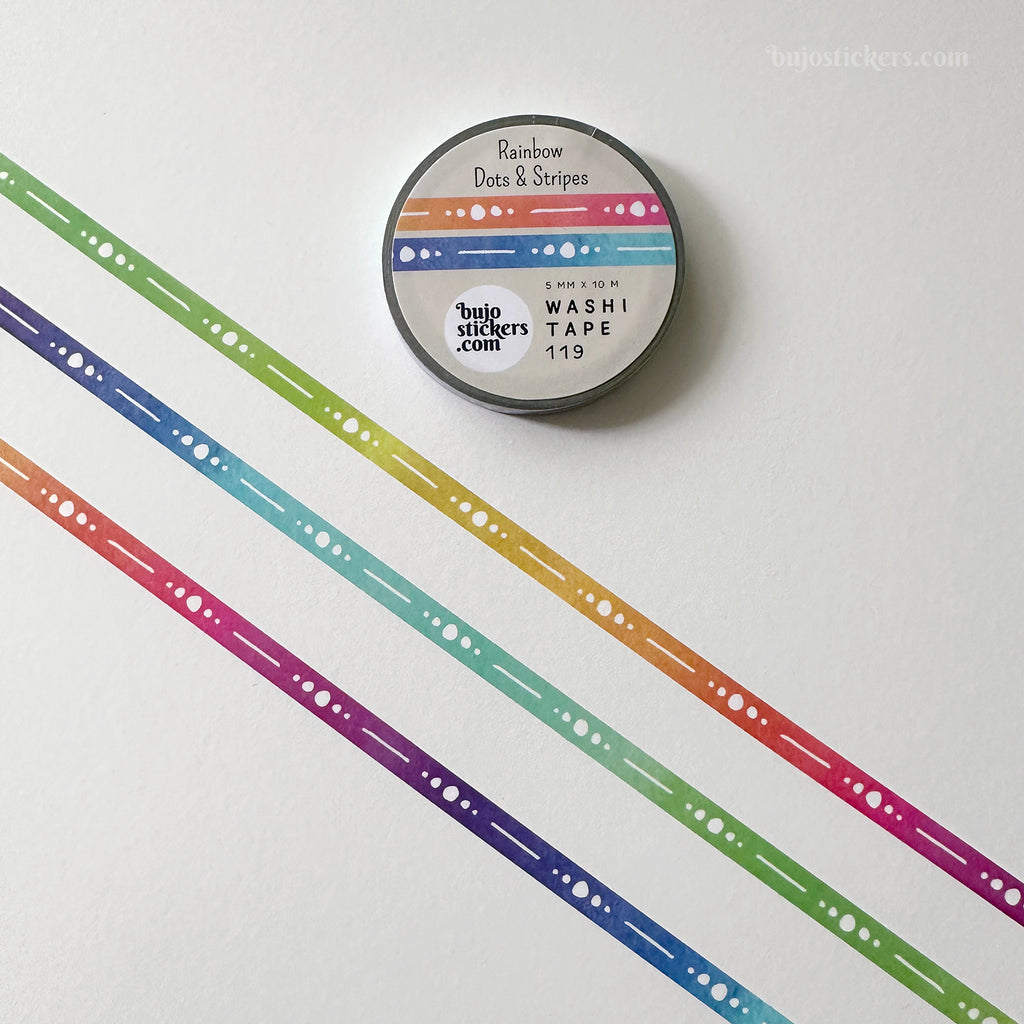 bujostickers.com
Rainbow
Dots & Stripes
5 MM X 10 M
WASHI
TAPE
119
bujo
stickers
.com